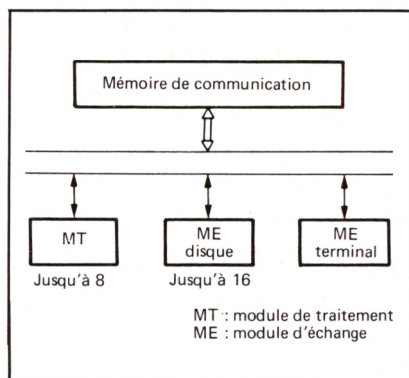 Mémoire de communication
MT
ME
disque
ME
terminal
Jusqu'à 8
Jusqu'à 16
MT : module de traitement
ME : module d'échange